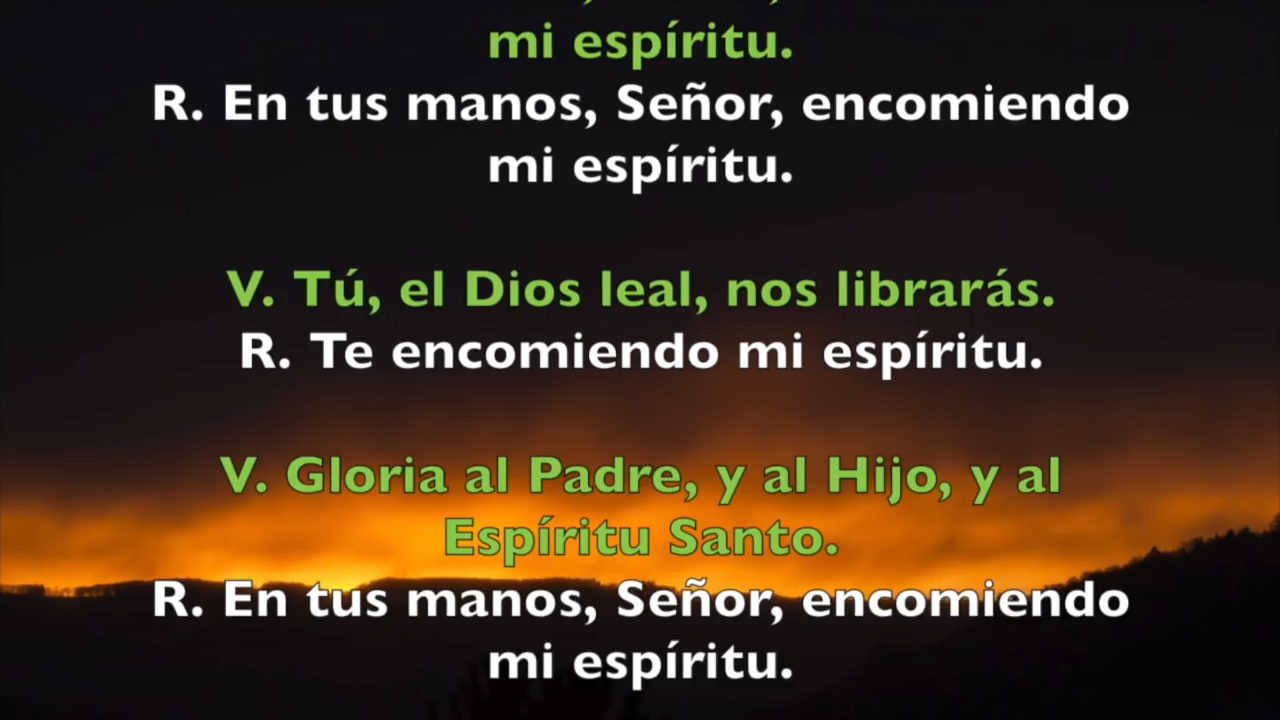 mi espíritu.
R. En tus manos, Señor, encomiendo
mi espíritu.
V. Tú, el Dios leal, nos librarás.
R. Te encomiendo mi espíritu.
V. Gloria al Padre, y al Hijo, y al
Espíritu Santo.
R. En tus manos, Señor, encomiendo
mi espíritu.